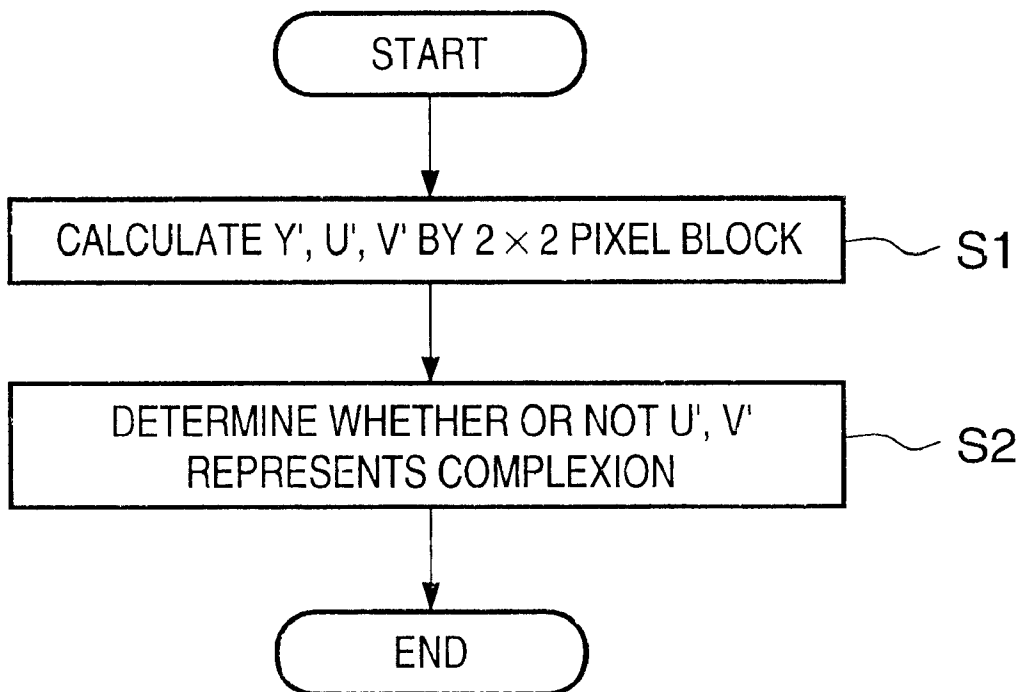 START
CALCULATE Y', U', V' BY 2 × 2 PIXEL BLOCK
S1
DETERMINE WHETHER OR NOT U', V'
REPRESENTS COMPLEXION
S2
END